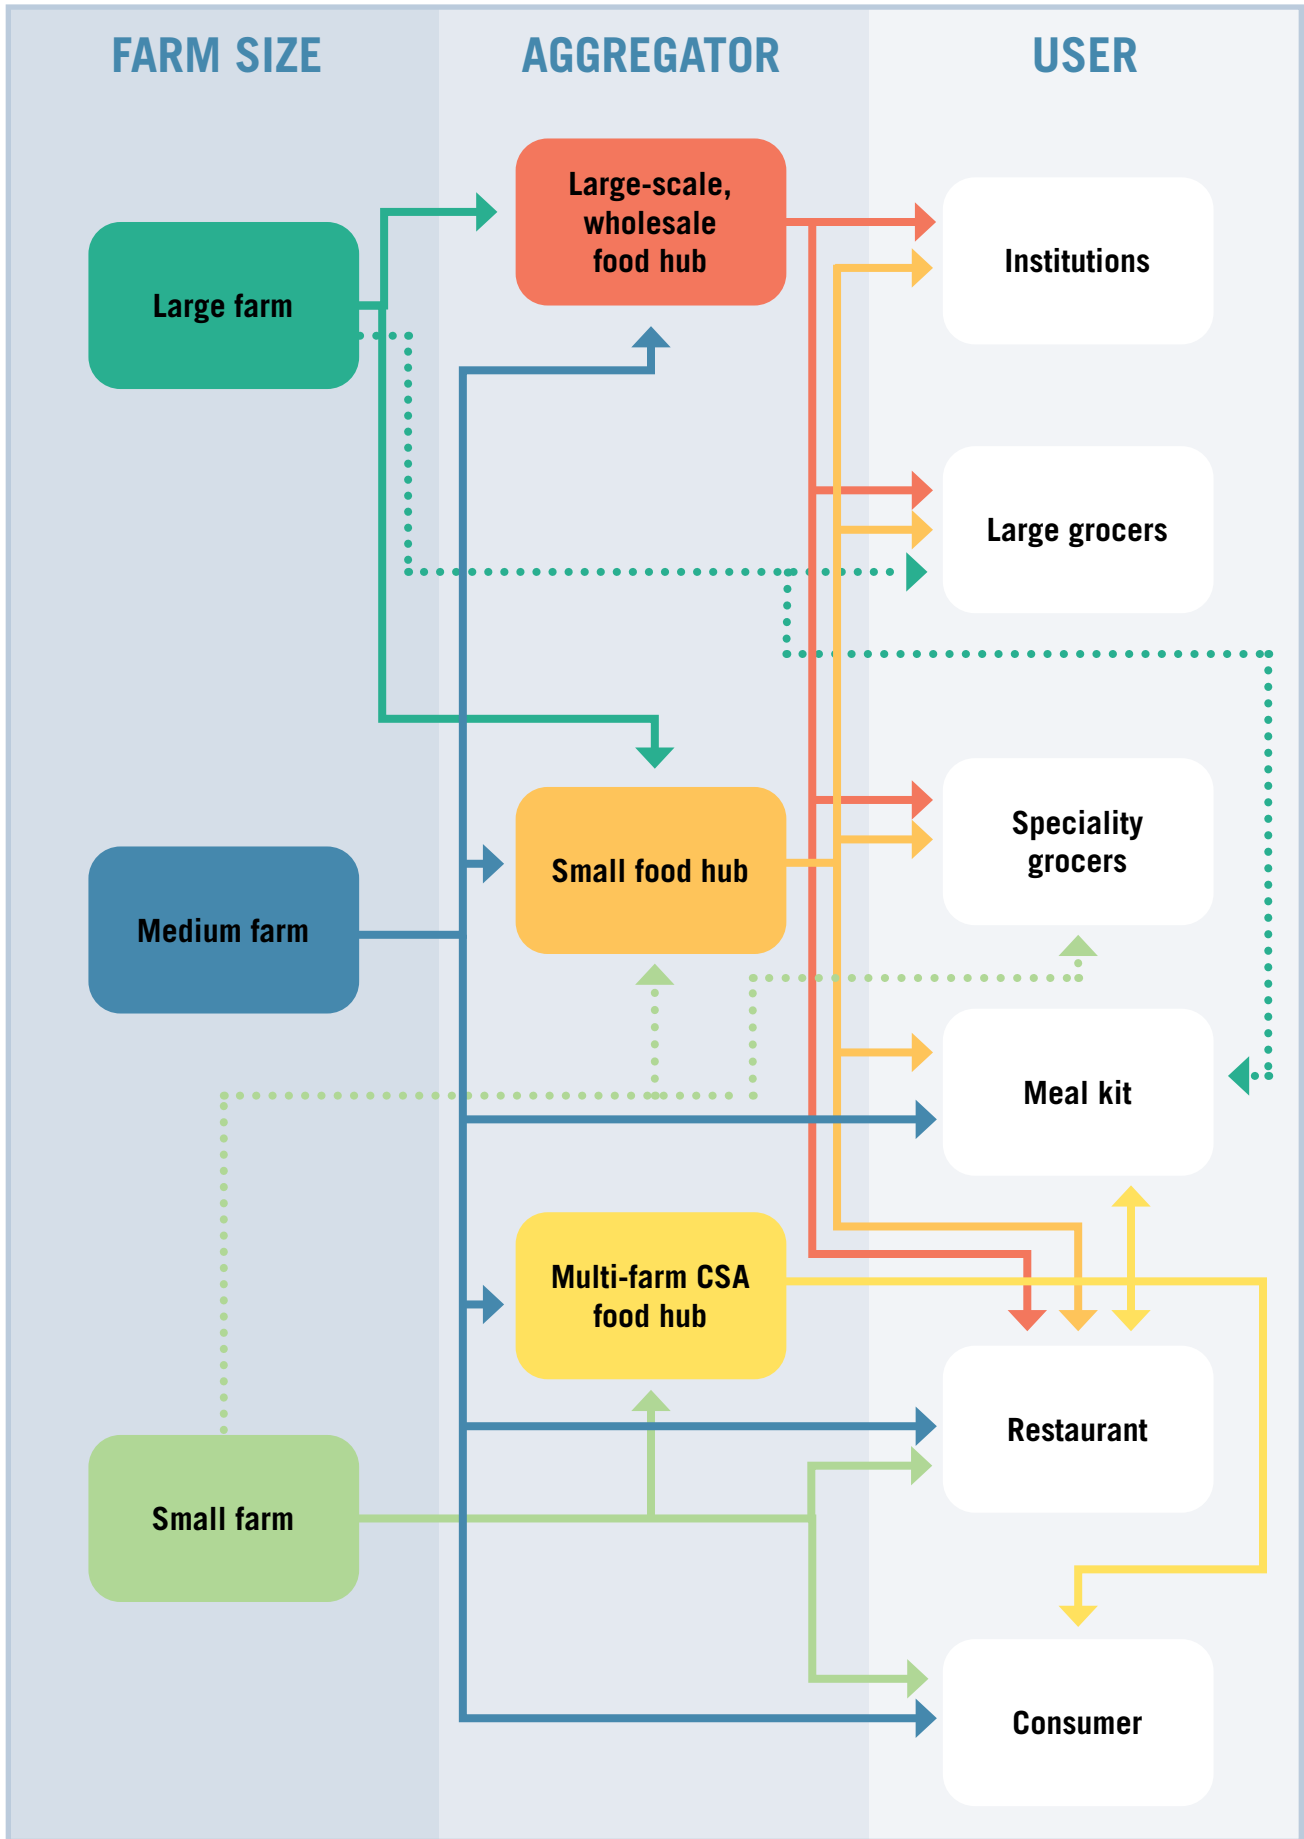 FARM SIZE
AGGREGATOR
USER
Large farm
Medium farm
Small farm
Large-scale,
wholesale
food hub
Small food hub
Multi-farm CSA
food hub
Institutions
Large grocers
Speciality
grocers
Meal kit
Restaurant
Consumer